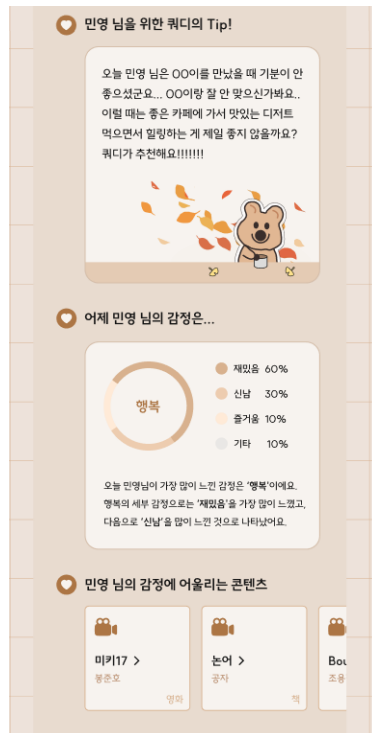 민영 님을 위한 쿼디의 Tip!
오늘 민영 님은 OO이를 만났을 때 기분이 안
좋으셨군요... OO이랑 잘 안 맞으신가봐요..
이럴 때는 좋은 카페에 가서 맛있는 디저트
먹으면서 힐링하는 게 제일 좋지 않을까요?
쿼디가 추천해요!!!!!!!
어제 민영 님의 감정은...
행복
재밌음 60%
신남 30%
즐거움 10%
기타 10%
오늘 민영님이 가장 많이 느낀 감정은 '행복'이에요.
행복의 세부 감정으로는 '재밌음'을 가장 많이 느꼈고,
다음으로 '신남'을 많이 느낀 것으로 나타났어요.
민영 님의 감정에 어울리는 콘텐츠
미키17 >
봉준호
영화
논어 >
공자
책
Bou
조용